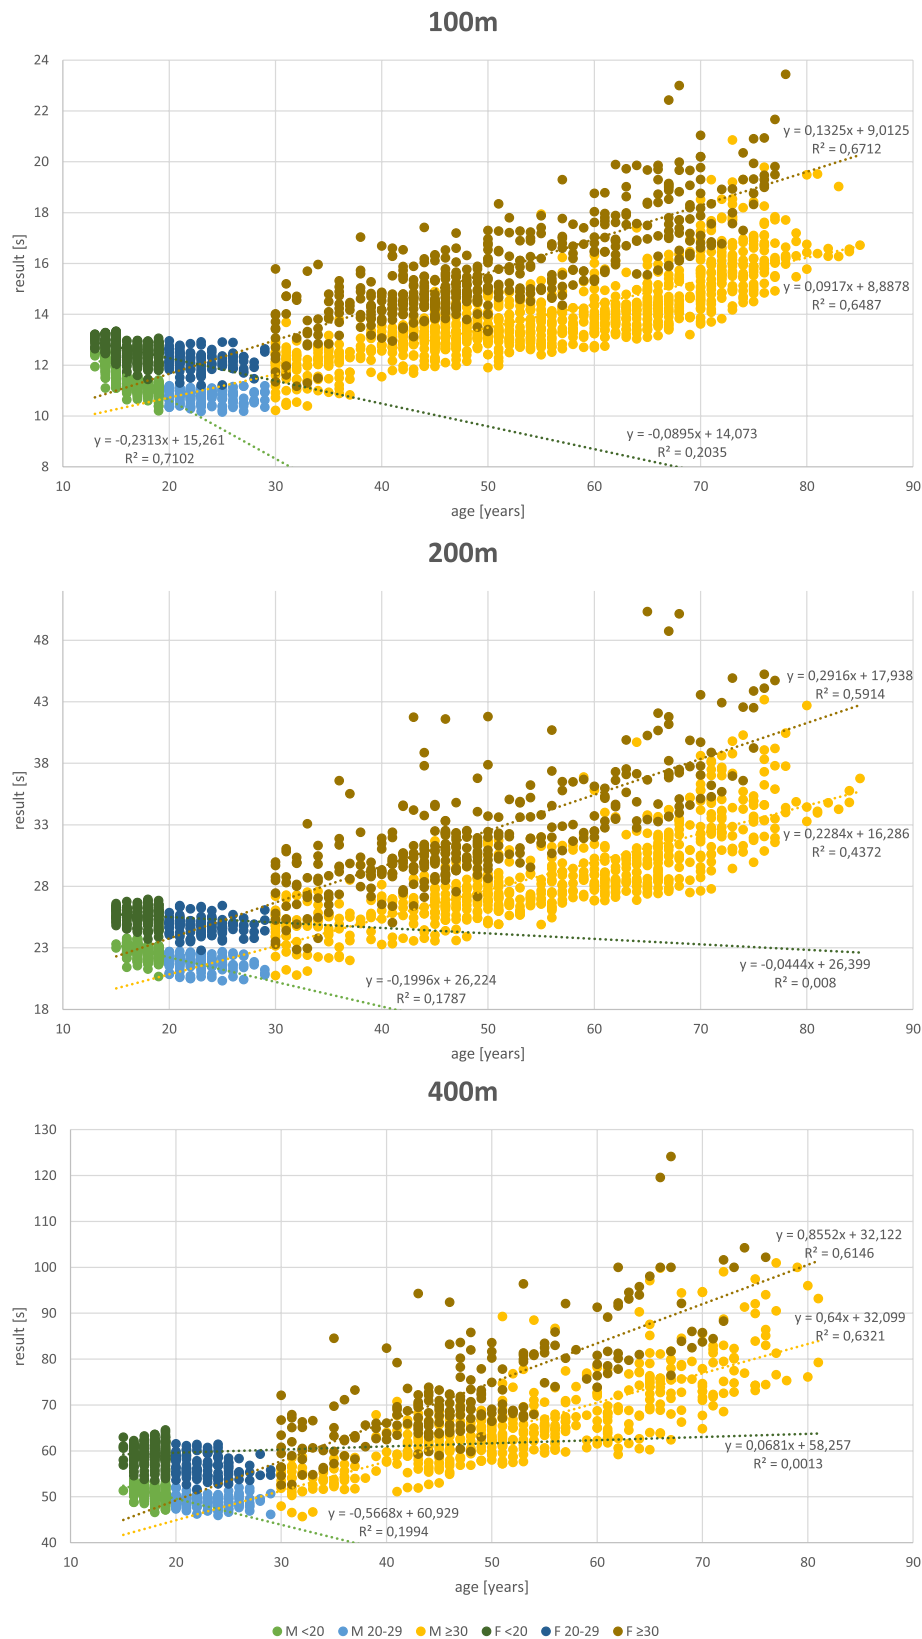 100m
24
22
20
18
16
14
12
10
8
result [s]
y = 0,1325x + 9,0125
R² = 0,6712
y = 0,0917x + 8,8878
R² = 0,6487
y = -0,2313x + 15,261
R² = 0,7102
y = -0,0895x + 14,073
R² = 0,2035
10 20 30 40 50 60 70 80 90
age [years]
200m
48
43
38
33
28
23
18
result [s]
y = 0,2916x + 17,938
R² = 0,5914
y = 0,2284x + 16,286
R² = 0,4372
y = -0,1996x + 26,224
R² = 0,1787
y = -0,0444x + 26,399
R² = 0,008
10 20 30 40 50 60 70 80 90
age [years]
400m
130
120
110
100
90
80
70
60
50
40
result [s]
y = 0,8552x + 32,122
R² = 0,6146
y = 0,64x + 32,099
R² = 0,6321
y = 0,0681x + 58,257
R² = 0,0013
y = -0,5668x + 60,929
R² = 0,1994
10 20 30 40 50 60 70 80 90
age [years]
M <20 M 20-29 M ≥30 F <20 F 20-29 F ≥30